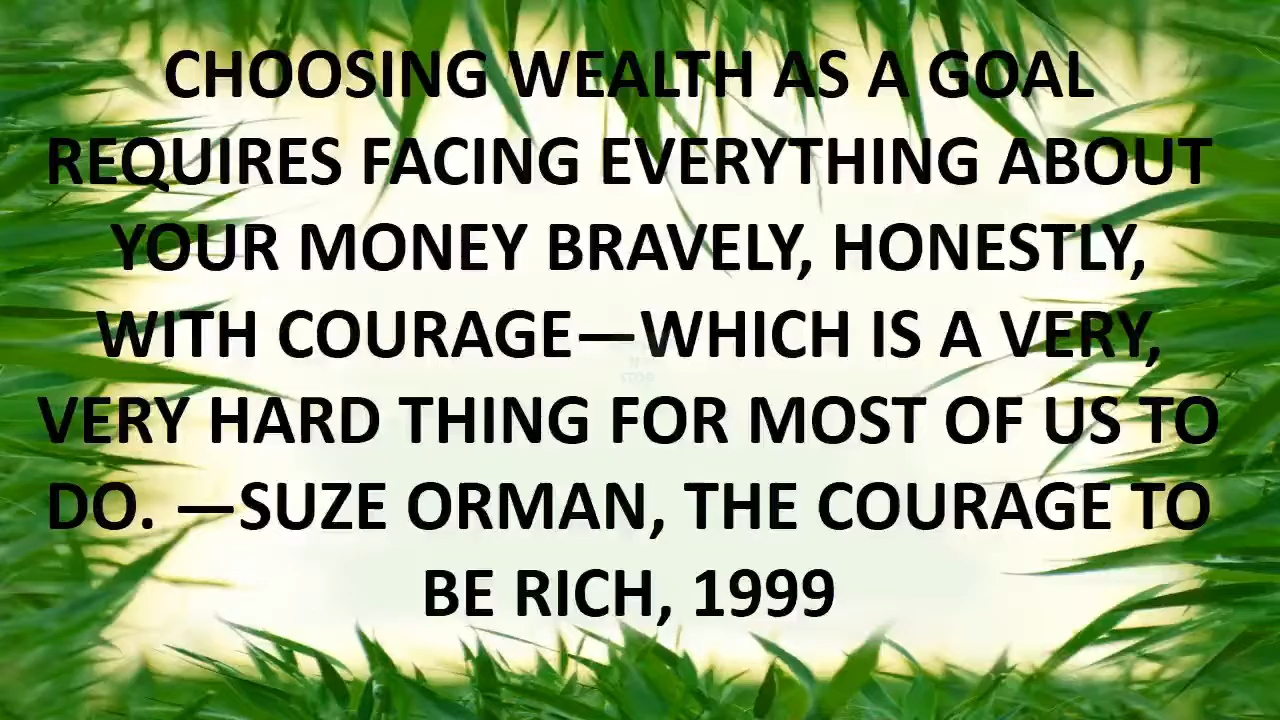 CHOOSING WEALTH AS A GOAL
REQUIRES FACING EVERYTHING ABOUT
YOUR MONEY BRAVELY, HONESTLY,
WITH COURAGE—WHICH IS A VERY,
VERY HARD THING FOR MOST OF US TO
DO. —SUZE ORMAN, THE COURAGE TO
BE RICH, 1999